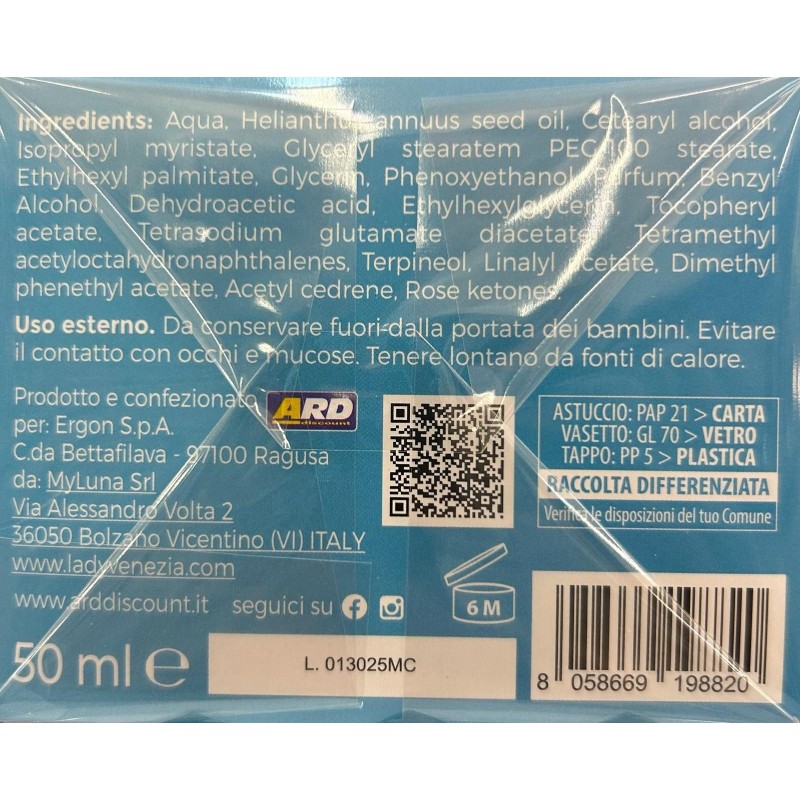 Ingredients: Aqua, Helianthus annuus seed oil, Cetearyl alcohol,
Isopropyl myristate, Glyceryl stearatem PEG-100 stearate,
Ethylhexyl palmitate, Glycerin, Phenoxyethanol, Parfum, Benzyl
Alcohol, Dehydroacetic acid, Ethylhexylglycerin, Tocopheryl
acetate, Tetrasodium glutamate diacetate, Tetramethyl
acetyloctahydronaphthalenes, Terpineol, Linalyl acetate, Dimethyl
phenethyl acetate, Acetyl cedrene, Rose ketones.
Uso esterno. Da conservare fuori dalla portata dei bambini. Evitare
il contatto con occhi e mucose. Tenere lontano da fonti di calore.
Prodotto e confezionato
per: Ergon S.p.A.
C.da Bettafilava - 97100 Ragusa
da: MyLuna Srl
Via Alessandro Volta 2
36050 Bolzano Vicentino (VI) ITALY
www.ladyvenezia.com
www.arddiscount.it seguici su
ARD
discount
ASTUCCIO: PAP 21 > CARTA
VASETTO: GL 70 > VETRO
TAPPO: PP 5 > PLASTICA
RACCOLTA DIFFERENZIATA
Verifica le disposizioni del tuo Comune
6 M
50 ml e
L. 013025MC
8 058669 198820